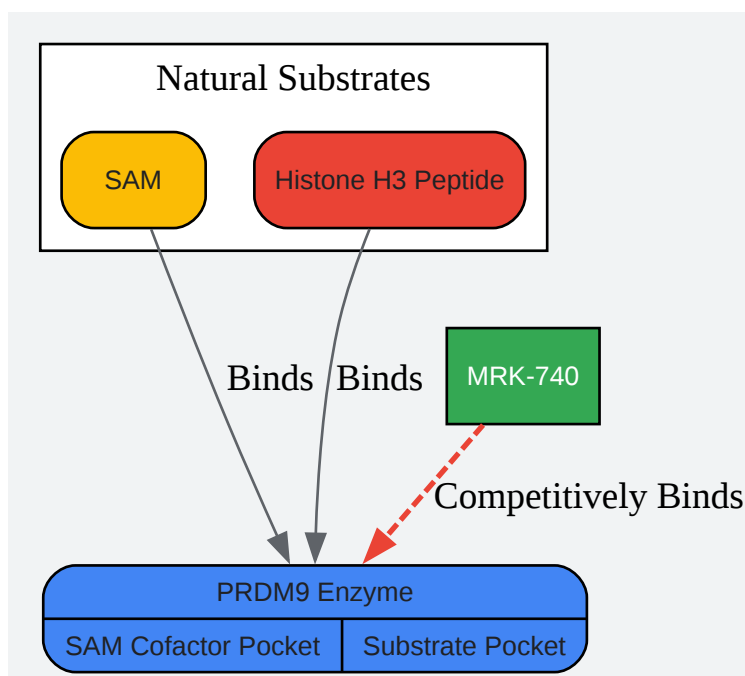 Natural Substrates
SAM
Histone H3 Peptide
Binds
Binds
MRK-740
Competitively Binds
PRDM9 Enzyme
SAM Cofactor Pocket
Substrate Pocket